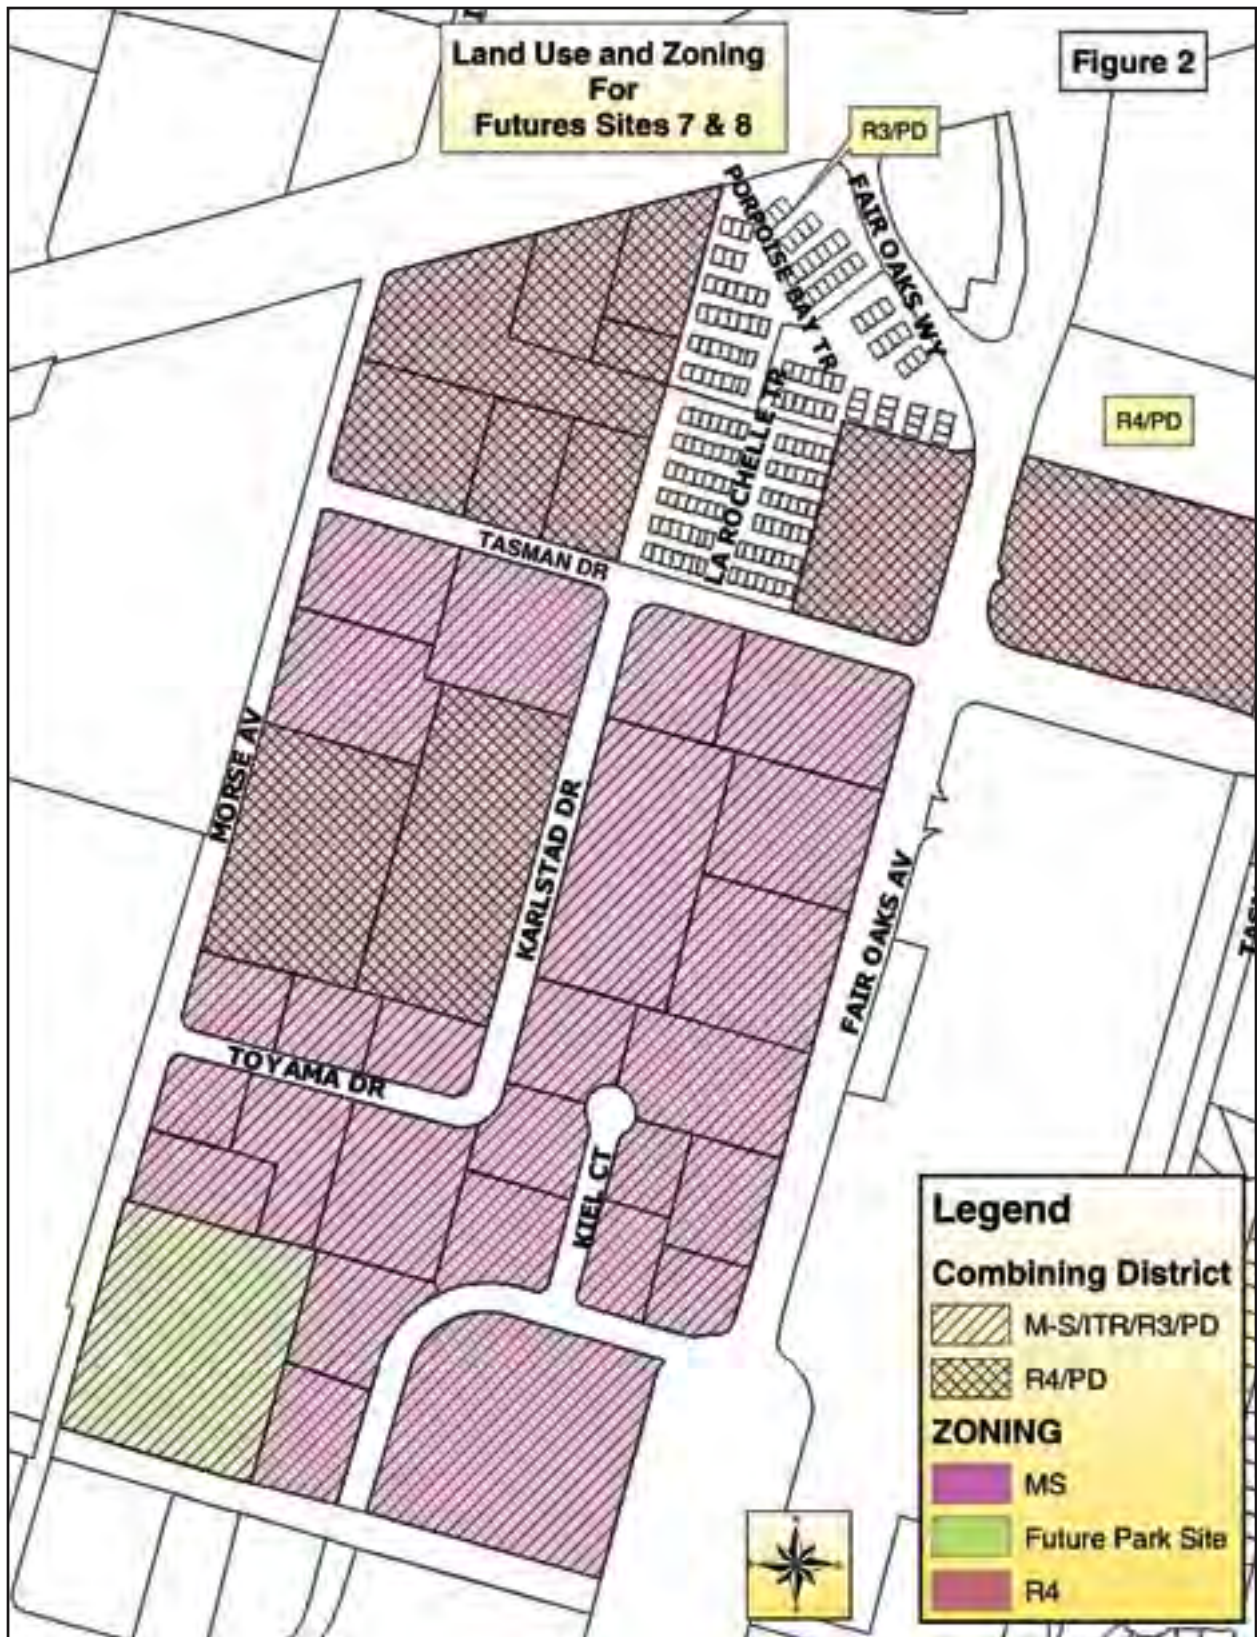 Land Use and Zoning
For
Futures Sites 7 & 8
Figure 2
R3/PD
PORPOISE BAY TR
FAIR OAKS WY
LA ROCHELLE TR
R4/PD
TASMAN DR
MORSE AV
KARLSTAD DR
FAIR OAKS AV
TOYAMA DR
KIEL CT
Legend
Combining District
M-S/ITR/R3/PD
R4/PD
ZONING
MS
Future Park Site
R4